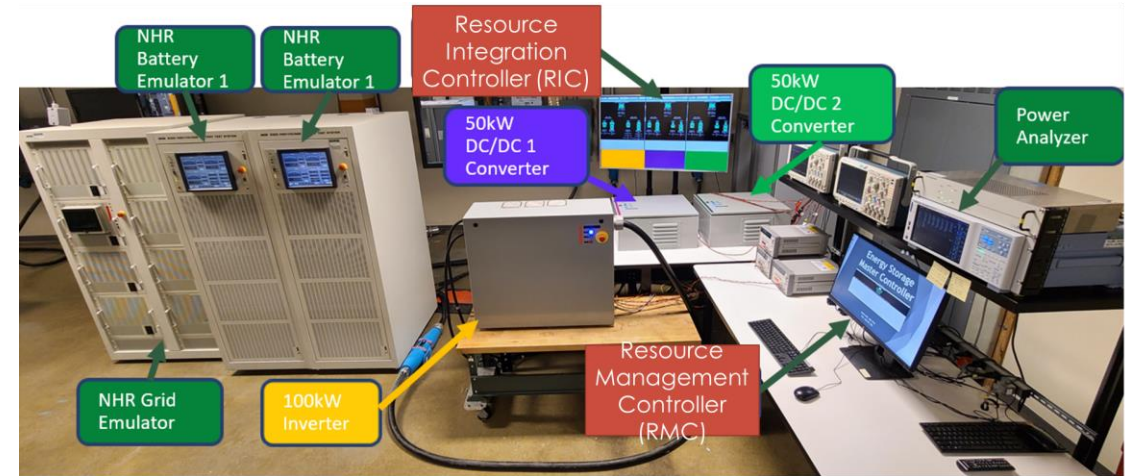 NHR
Battery
Emulator 1
NHR
Battery
Emulator 1
Resource
Integration
Controller (RIC)
50kW
DC/DC 1
Converter
50kW
DC/DC 2
Converter
Power
Analyzer
Energy Storage
Master Controller
NHR Grid
Emulator
100kW
Inverter
Resource
Management
Controller
(RMC)